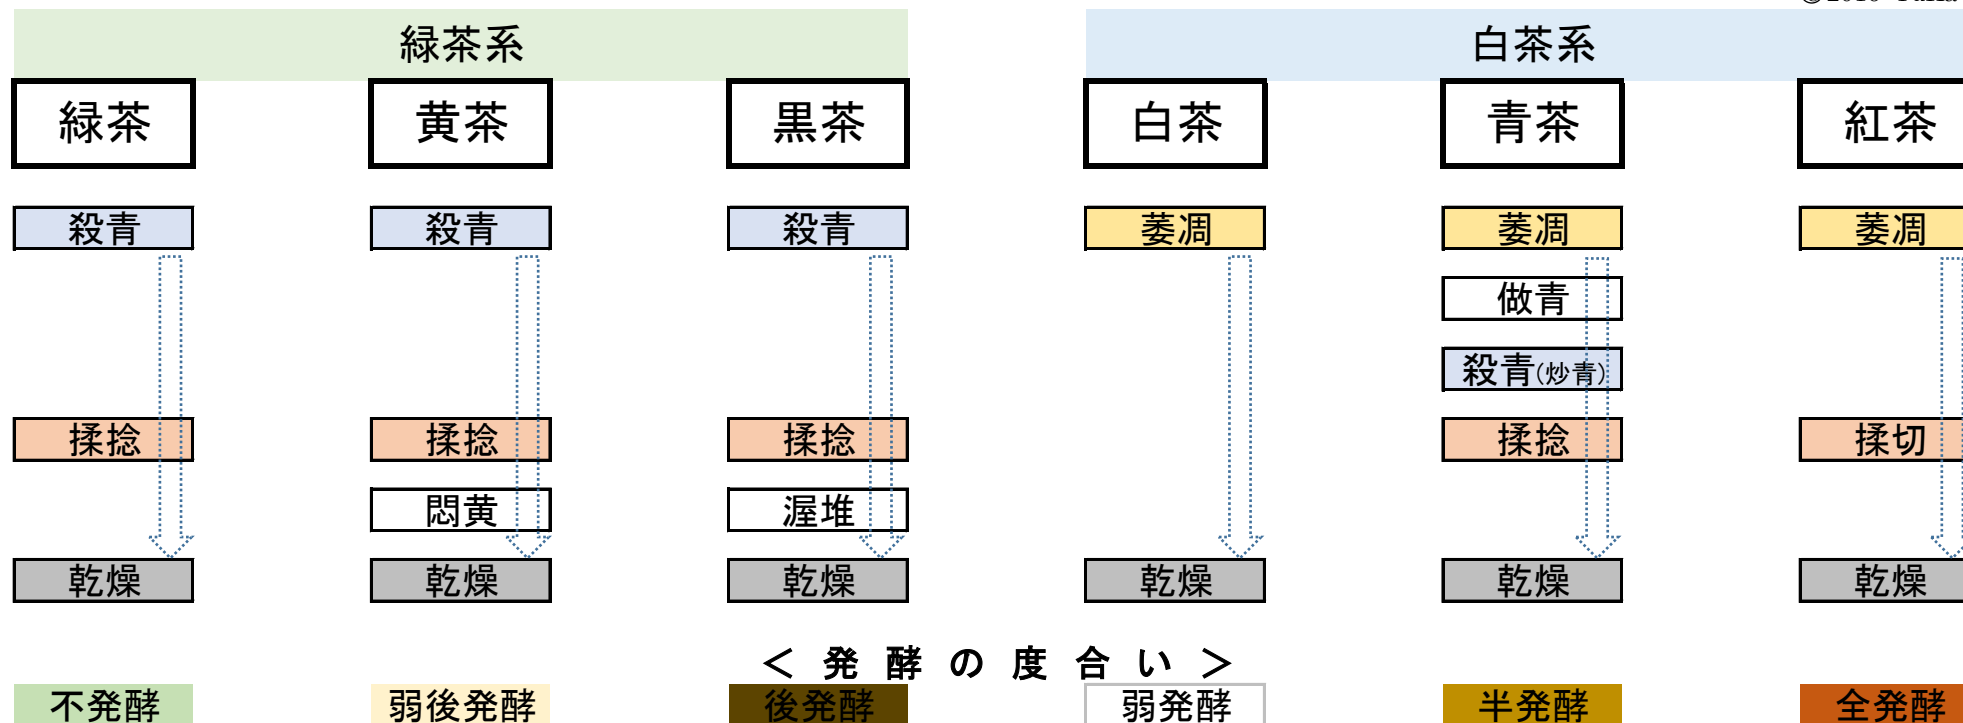 緑茶系 白茶系
緑茶 黄茶 黒茶 白茶 青茶 紅茶
殺青 殺青 殺青 萎凋 萎凋 萎凋
做青
殺青(炒青)
揉捻 揉捻 揉捻 揉捻 揉切
悶黄 渥堆
乾燥 乾燥 乾燥 乾燥 乾燥 乾燥
＜発酵の度合い＞
不発酵 弱後発酵 後発酵 弱発酵 半発酵 全発酵